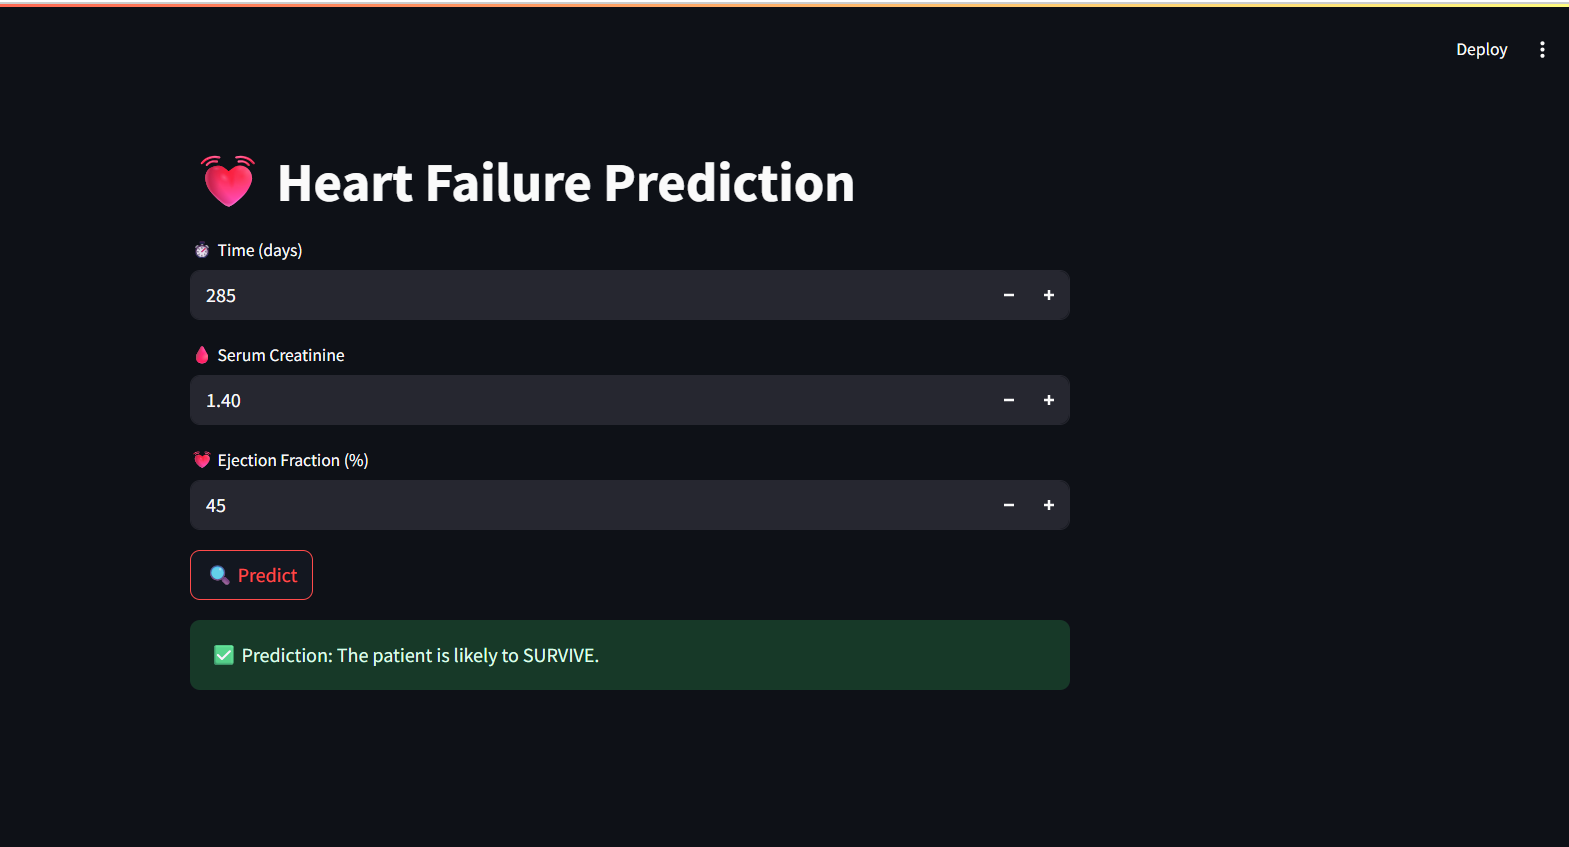 Deploy
Heart Failure Prediction
Time (days)
285
Serum Creatinine
1.40
Ejection Fraction (%)
45
Predict
Prediction: The patient is likely to SURVIVE.